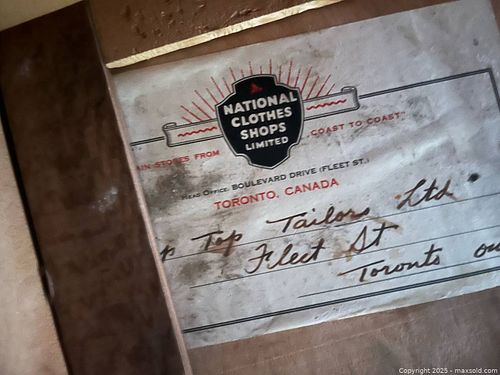 NATIONAL
CLOTHES
SHOPS
LIMITED
AIN STORES FROM COAST TO COAST"
HEAD OFFICE: BOULEVARD DRIVE (FLEET ST.)
TORONTO, CANADA
p Top Tailors Ltd
Fleet St
Toronto
Copyright 2025 - maxsold.com